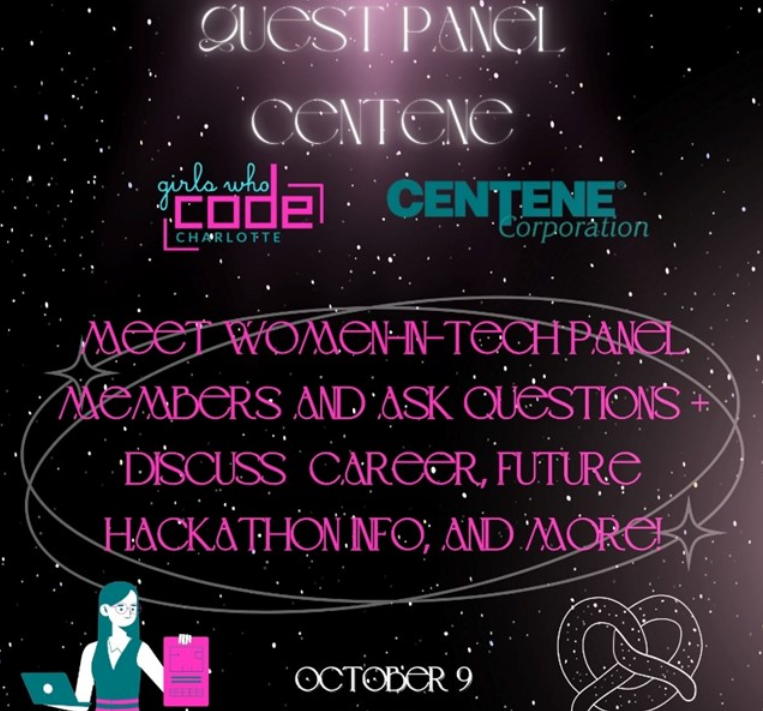 GUEST PANEL
CENTENE
girls who
code
CHARLOTTE
CENTENE®
Corporation
MEET WOMEN-IN-TECH PANEL
MEMBERS AND ASK QUESTIONS +
DISCUSS CAREER, FUTURE
HACKATHON INFO, AND MORE!
OCTOBER 9